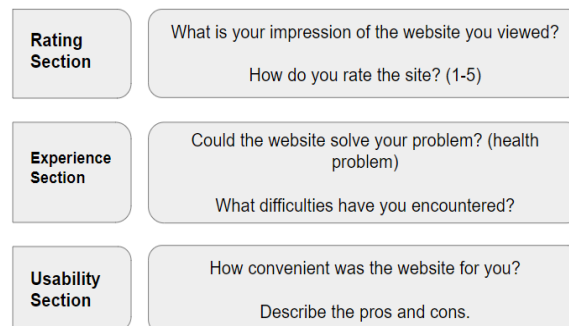 Rating
Section
What is your impression of the website you viewed?
How do you rate the site? (1-5)
Experience
Section
Could the website solve your problem? (health
problem)
What difficulties have you encountered?
Usability
Section
How convenient was the website for you?
Describe the pros and cons.